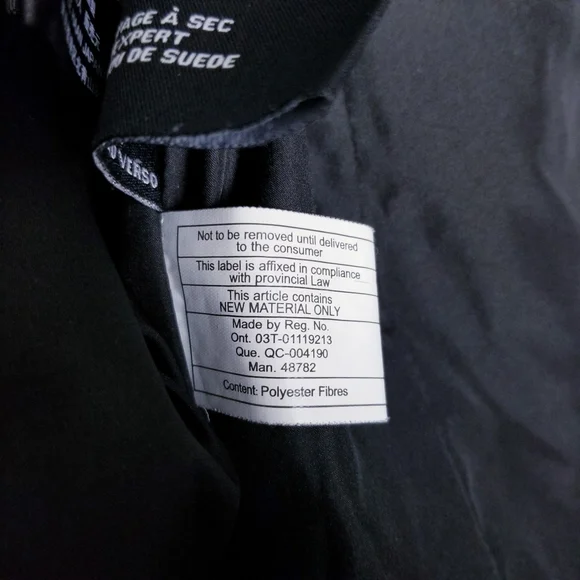 AGE À SEC
EXPERT
DE SUEDE
VERSO
Not to be removed until delivered
to the consumer
This label is affixed in compliance
with provincial Law
This article contains
NEW MATERIAL ONLY
Made by Reg. No.
Ont. 03T-01119213
Que. QC-004190
Man. 48782
Content: Polyester Fibres